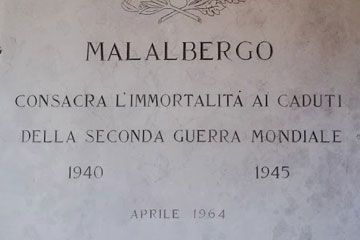 MALALBERGO
CONSACRA L'IMMORTALITÁ AI CADUTI
DELLA SECONDA GUERRA MONDIALE
1940 1945
APRILE 1964